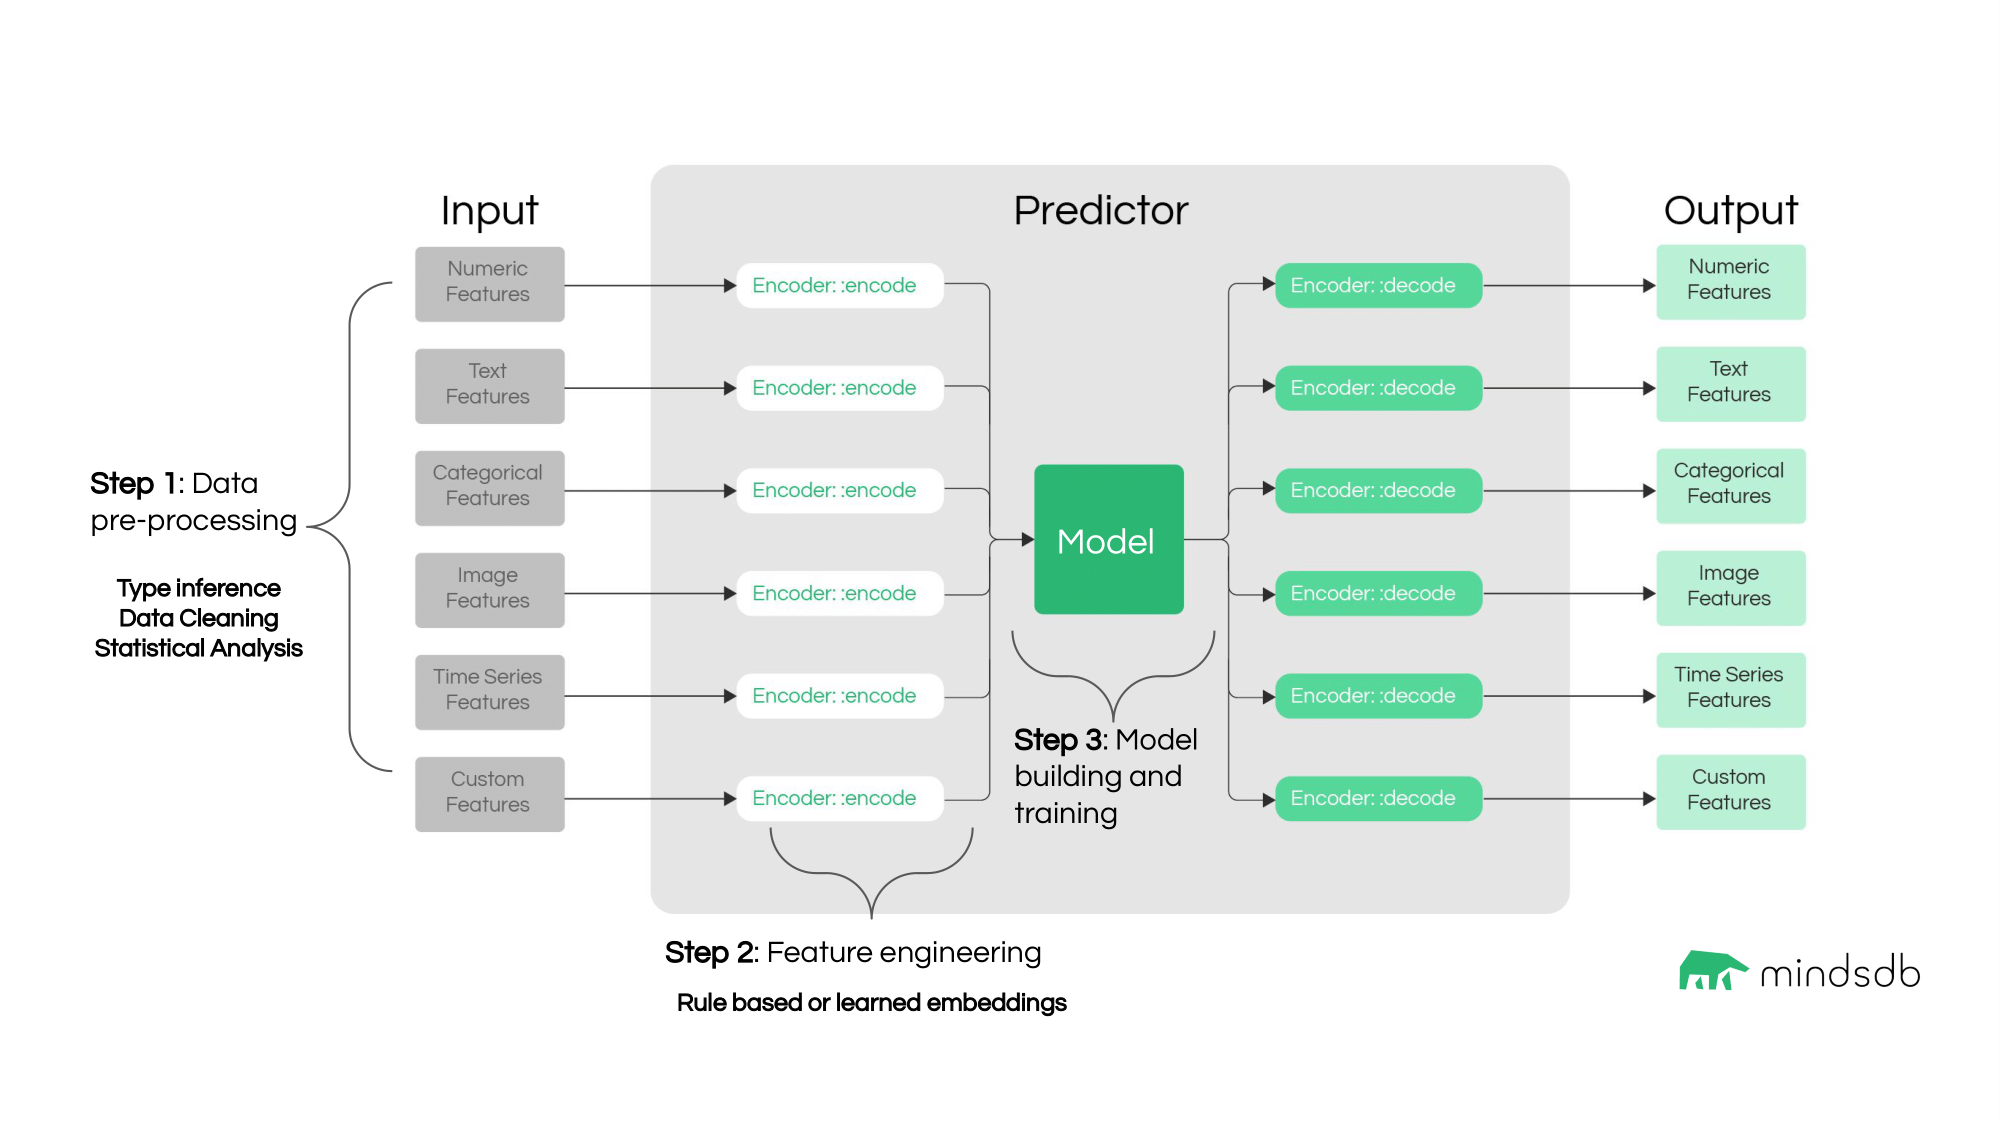 Input
Predictor
Output
Numeric
Features
Encoder: :encode
Encoder: :decode
Numeric
Features
Text
Features
Encoder: :encode
Encoder: :decode
Text
Features
Categorical
Features
Encoder: :encode
Encoder: :decode
Categorical
Features
Step 1: Data
pre-processing
Type inference
Data Cleaning
Statistical Analysis
Model
Image
Features
Encoder: :encode
Encoder: :decode
Image
Features
Time Series
Features
Encoder: :encode
Encoder: :decode
Time Series
Features
Step 3: Model
building and
training
Custom
Features
Encoder: :encode
Encoder: :decode
Custom
Features
Step 2: Feature engineering
Rule based or learned embeddings
mindsdb